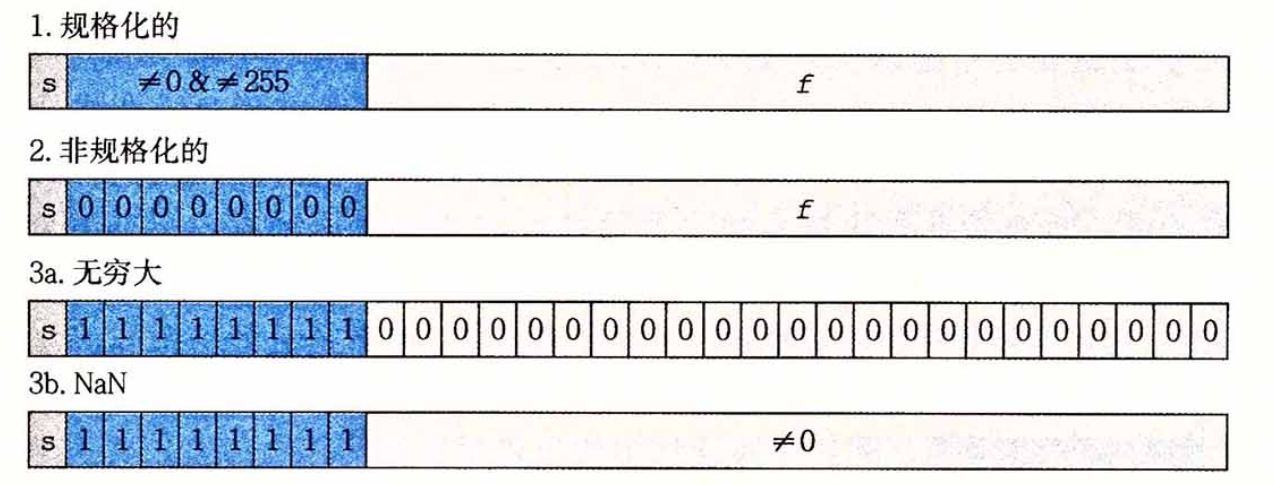 1. 规格化的
s ≠0 & ≠255 f
2. 非规格化的
s 0 0 0 0 0 0 0 0 f
3a. 无穷大
s 1 1 1 1 1 1 1 1 0 0 0 0 0 0 0 0 0 0 0 0 0 0 0 0 0 0 0 0 0 0 0
3b. NaN
s 1 1 1 1 1 1 1 1 ≠0